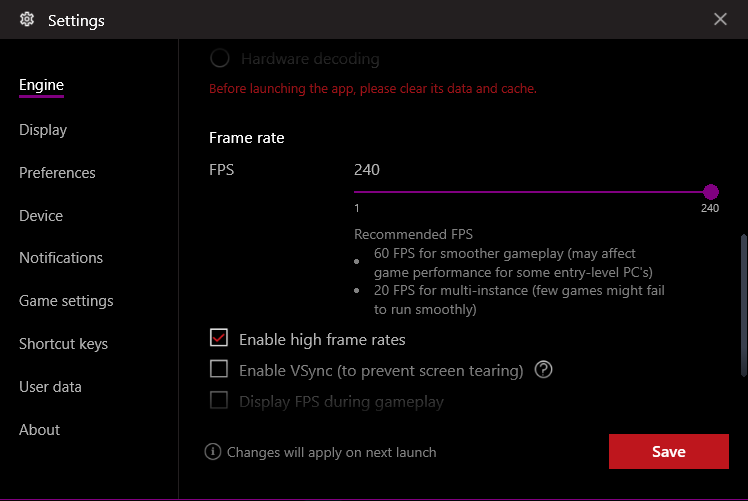 Settings
Engine
Display
Preferences
Device
Notifications
Game settings
Shortcut keys
User data
About
Hardware decoding
Before launching the app, please clear its data and cache.
Frame rate
FPS
240
1
240
Recommended FPS
60 FPS for smoother gameplay (may affect
game performance for some entry-level PC's)
20 FPS for multi-instance (few games might fail
to run smoothly)
Enable high frame rates
Enable VSync (to prevent screen tearing)
?
Display FPS during gameplay
Changes will apply on next launch
Save